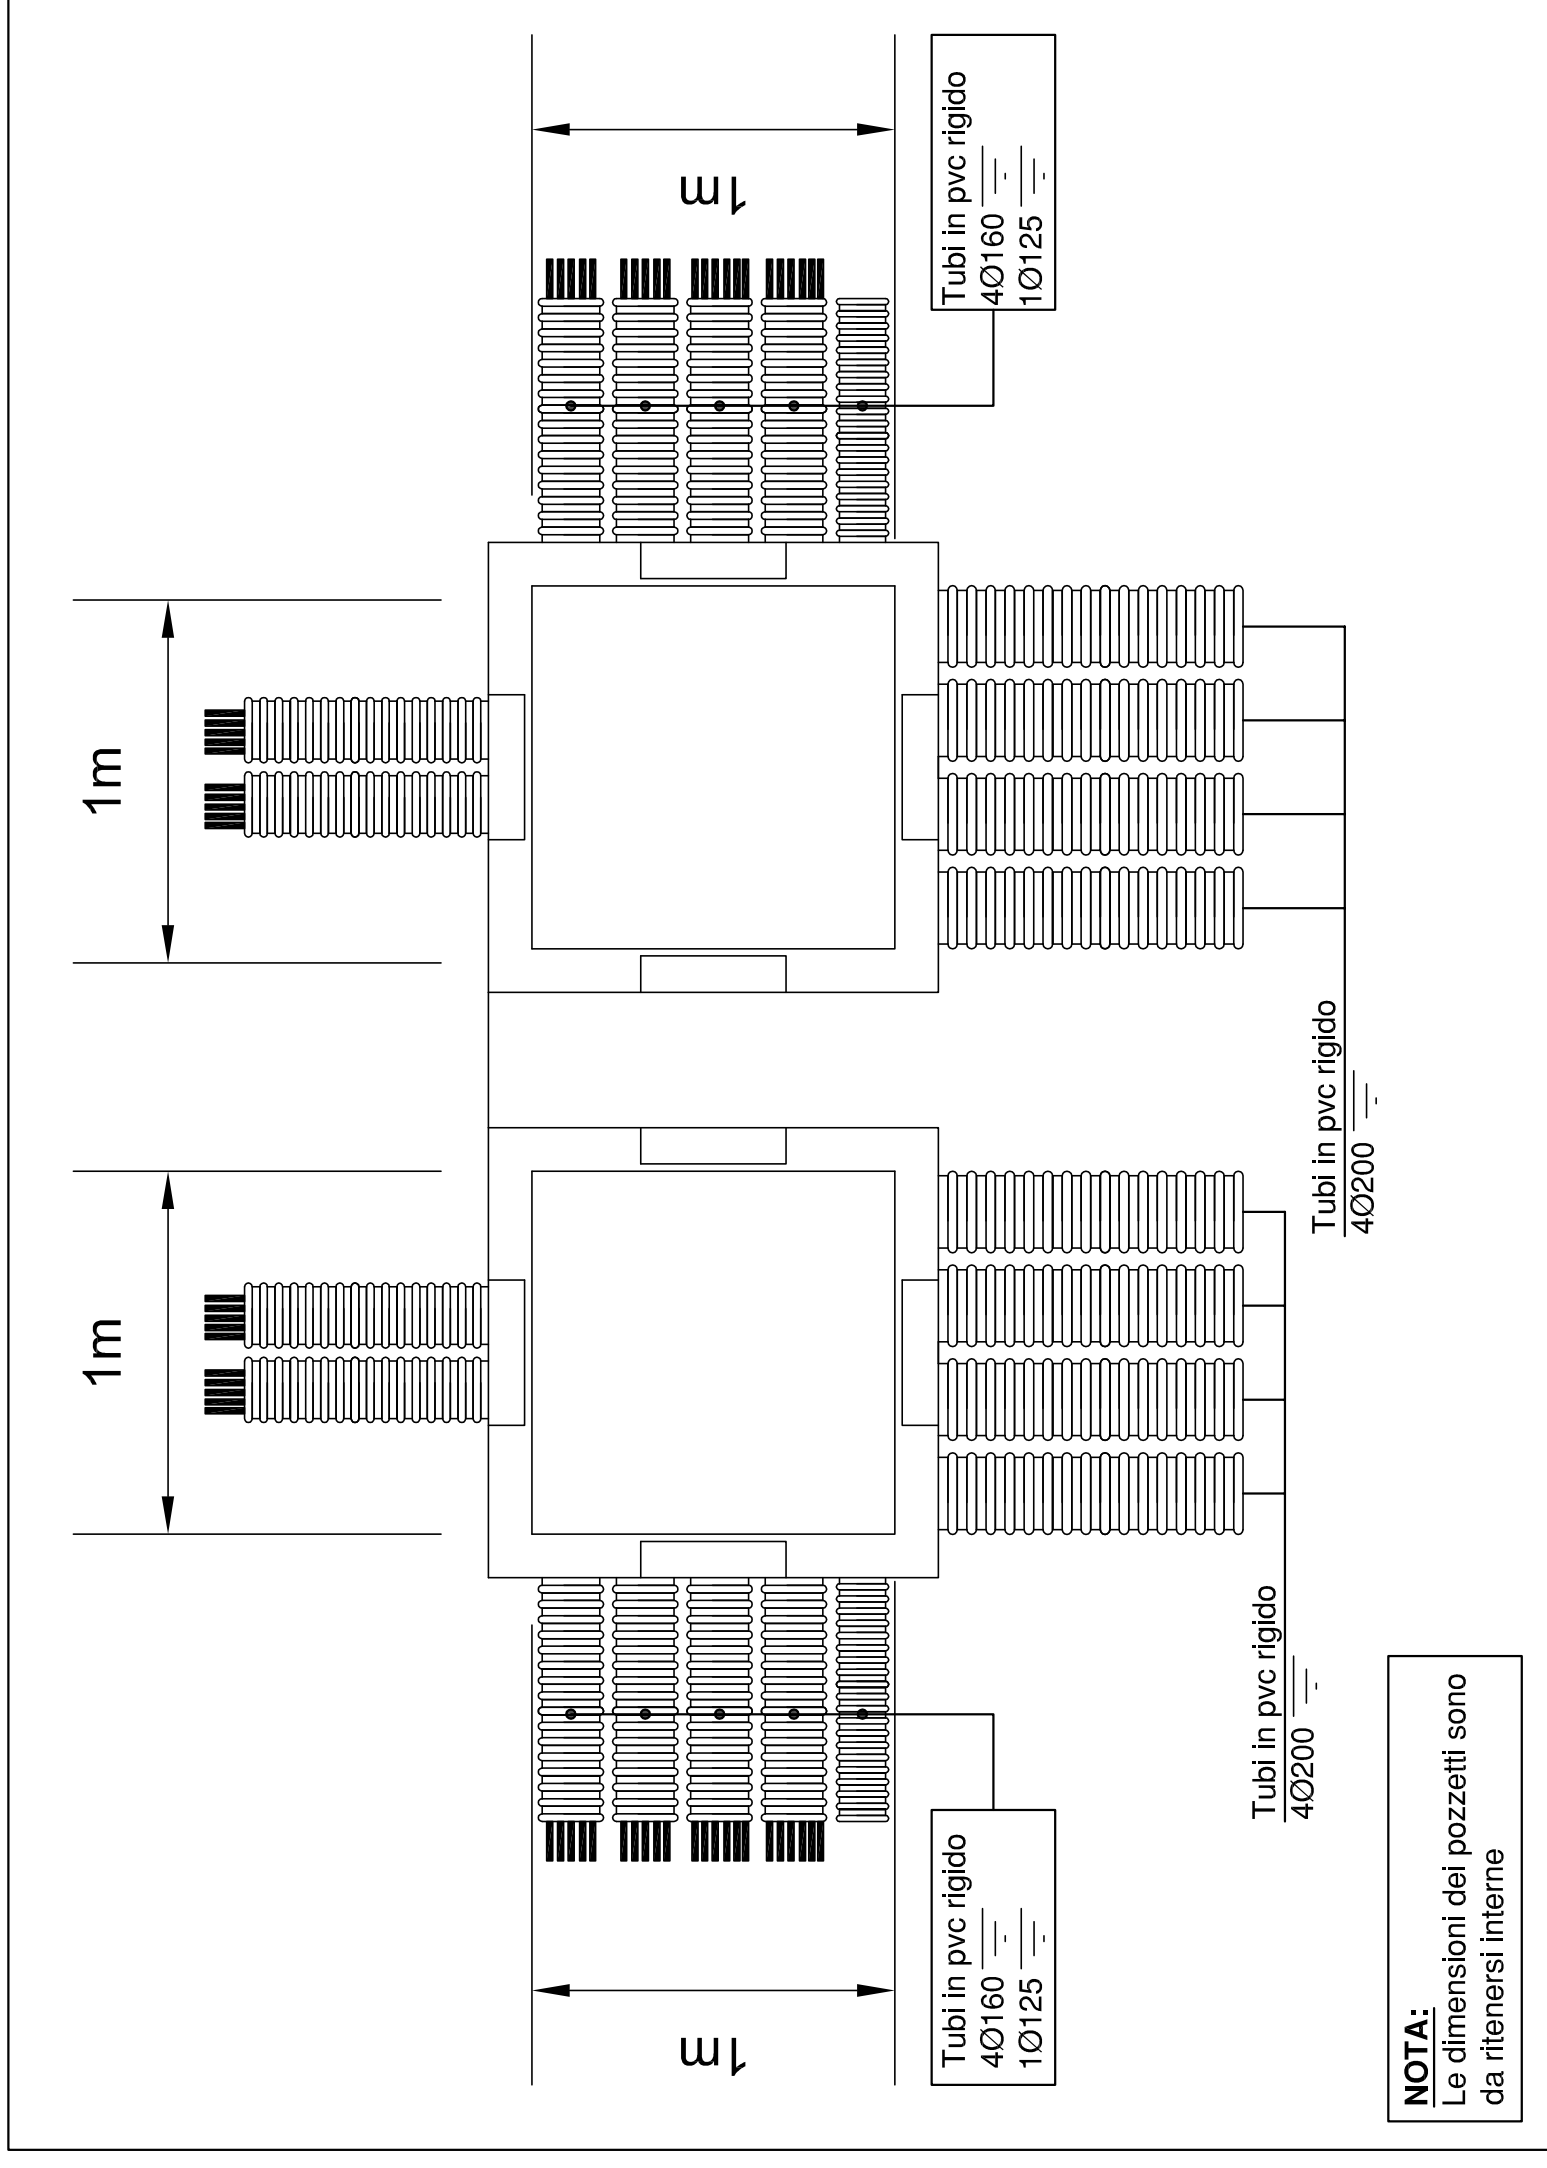 1m
1m
1m
1m
Tubi in pvc rigido
4Ø160
1Ø125
Tubi in pvc rigido
4Ø160
1Ø125
Tubi in pvc rigido
4Ø200
Tubi in pvc rigido
4Ø200
NOTA:
Le dimensioni dei pozzetti sono
da ritenersi interne